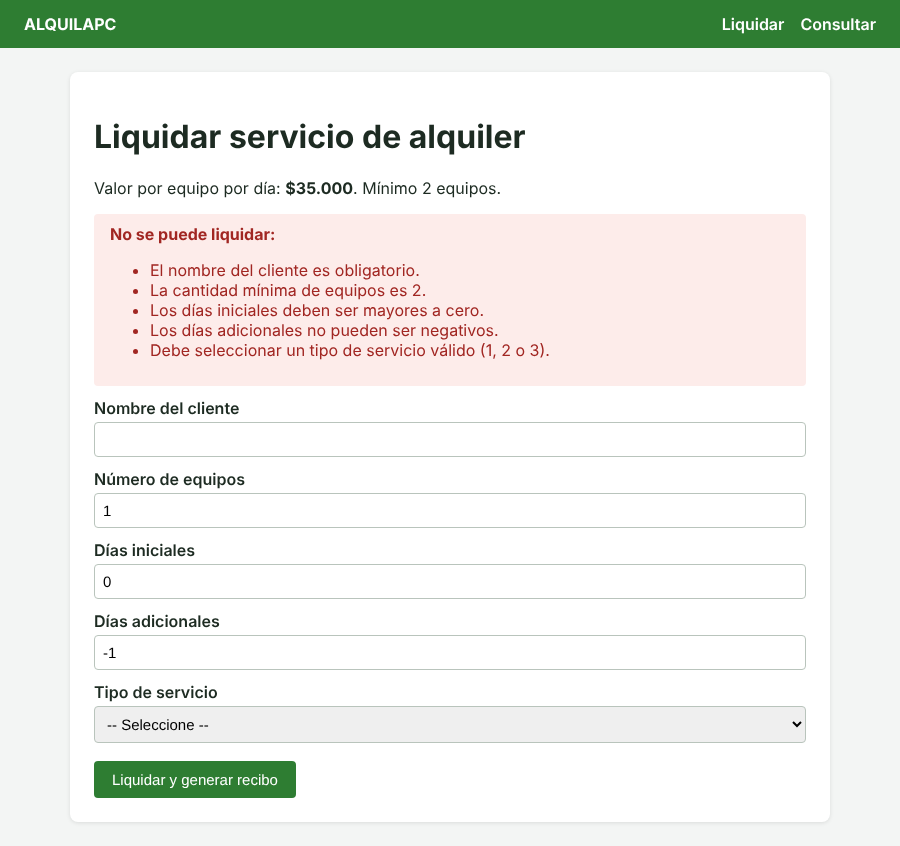 ALQUILAPC
Liquidar Consultar
Liquidar servicio de alquiler
Valor por equipo por día: $35.000. Mínimo 2 equipos.
No se puede liquidar:
El nombre del cliente es obligatorio.
La cantidad mínima de equipos es 2.
Los días iniciales deben ser mayores a cero.
Los días adicionales no pueden ser negativos.
Debe seleccionar un tipo de servicio válido (1, 2 o 3).
Nombre del cliente
Número de equipos
1
Días iniciales
0
Días adicionales
-1
Tipo de servicio
-- Seleccione --
Liquidar y generar recibo